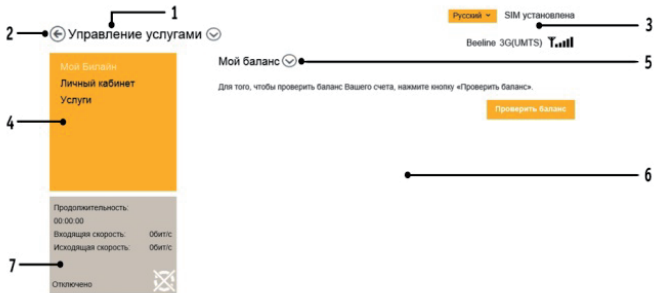 1
Русский
SIM установлена
2
Управление услугами
3
Beeline 3G(UMTS)
Мой Билайн
Мой баланс
5
Личный кабинет
Услуги
Для того, чтобы проверить баланс Вашего счета, нажмите кнопку «Проверить баланс».
Проверить баланс
4
6
Продолжительность:
00:00:00
Входящяя скорость: 0бит/с
Исходящая скорость: 0бит/с
7
Отключено